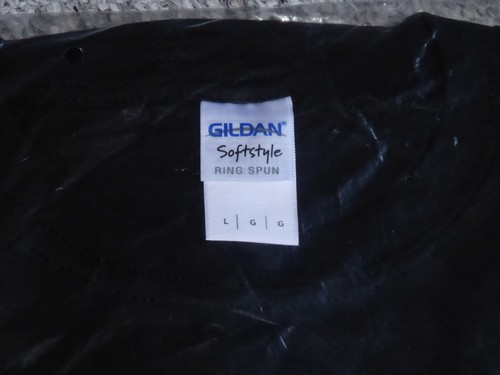 GILDAN®
Softstyle
RING SPUN
L | G | G